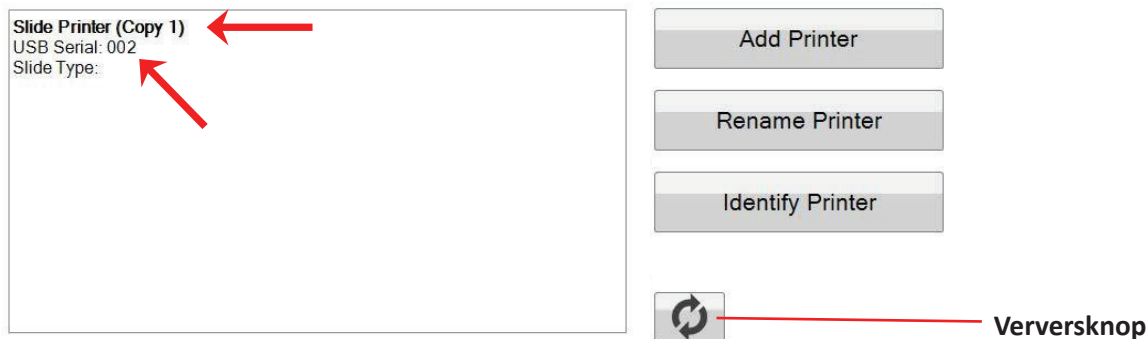 Slide Printer (Copy 1)
USB Serial: 002
Slide Type:
Add Printer
Rename Printer
Identify Printer
Verversknop